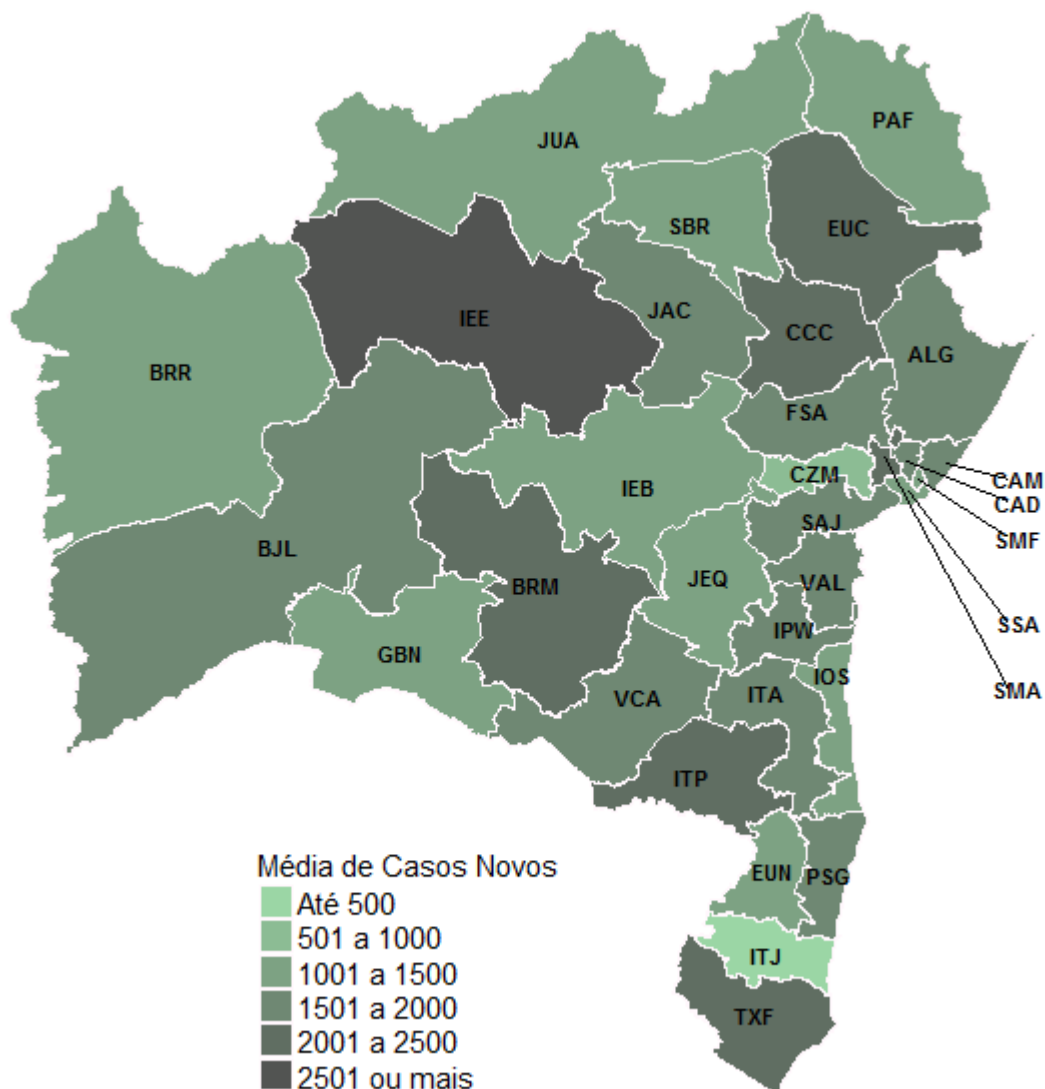 PAF
JUA
SBR
EUC
IEE
JAC
CCC
ALG
BRR
FSA
CZM
CAM
IEB
CAD
SAJ
SMF
BJL
JEQ
VAL
BRM
SSA
IPW
GBN
IOS
SMA
VCA
ITA
ITP
EUN
PSG
ITJ
TXF
Média de Casos Novos
Até 500
501 a 1000
1001 a 1500
1501 a 2000
2001 a 2500
2501 ou mais